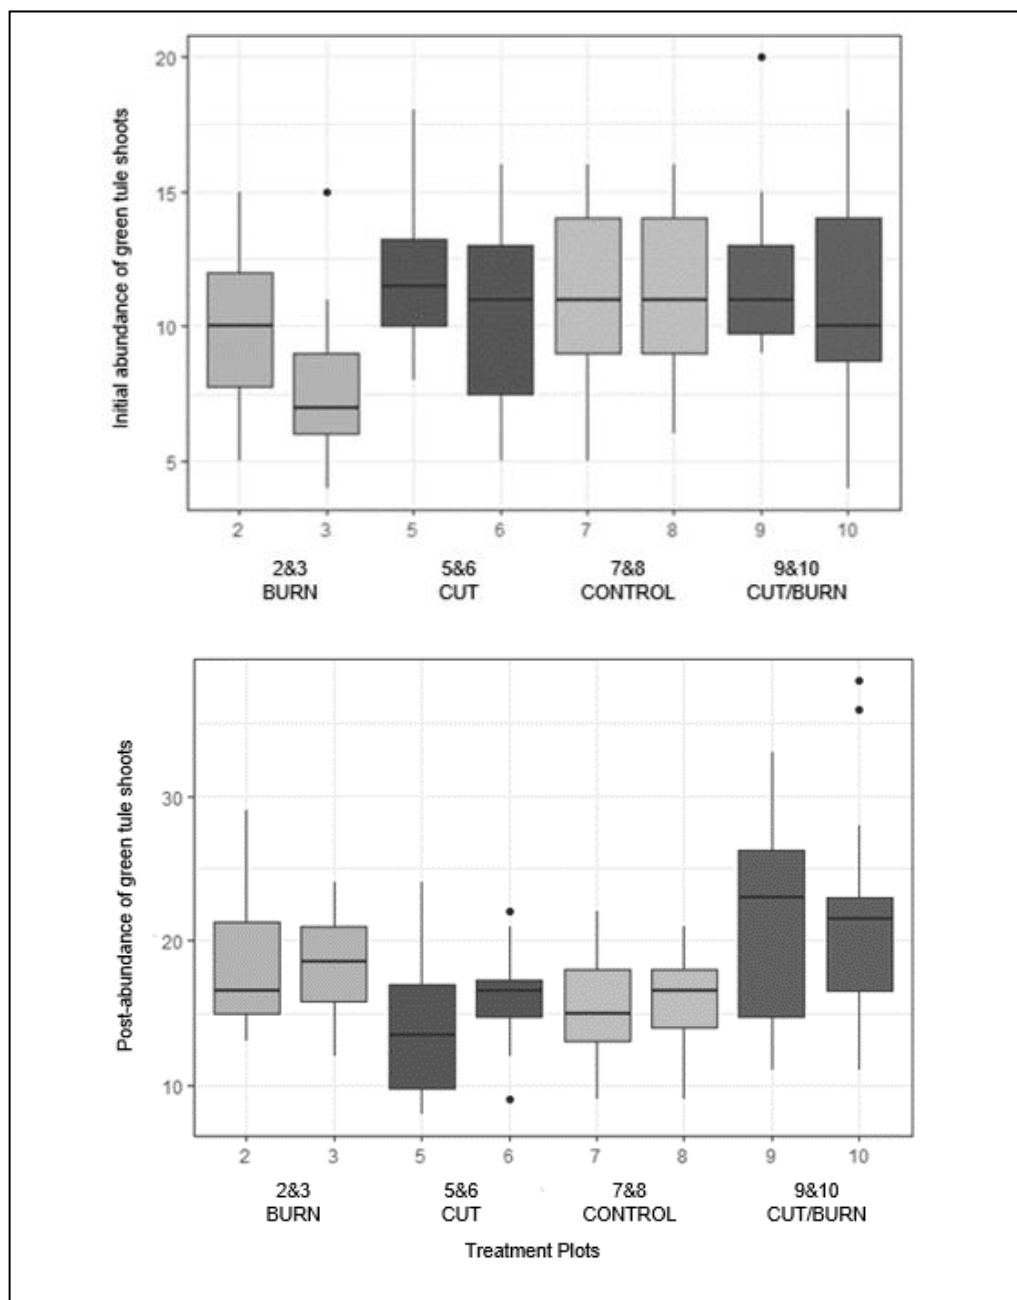 Initial abundance of green tule shoots
20
15
10
5
2 3 5 6 7 8 9 10
2&3 5&6 7&8 9&10
BURN CUT CONTROL CUT/BURN
Post-abundance of green tule shoots
30
20
10
2 3 5 6 7 8 9 10
2&3 5&6 7&8 9&10
BURN CUT CONTROL CUT/BURN
Treatment Plots